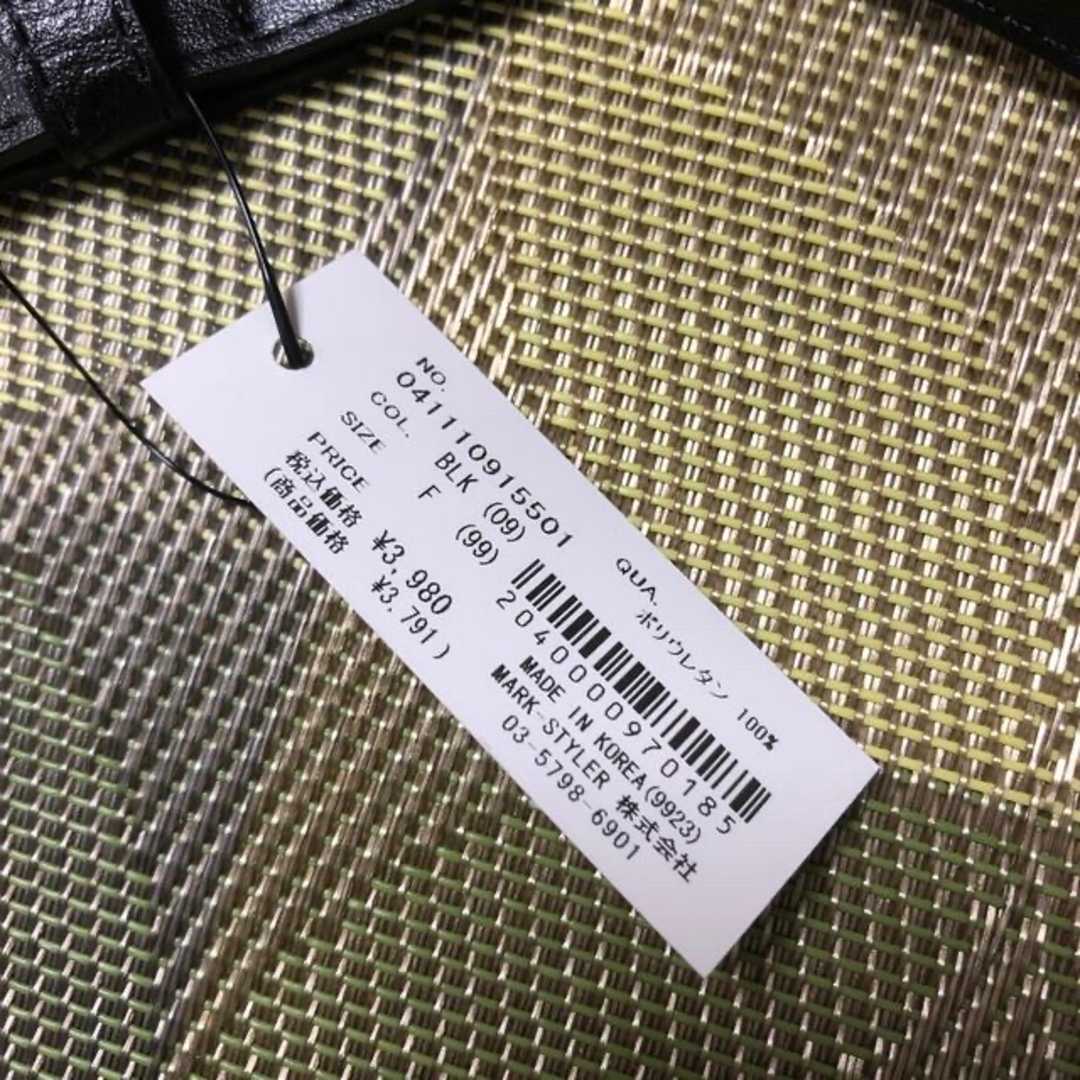 NO.
041110915501
COL. BLK (09)
SIZE F (99)
PRICE
税込価格 ¥3,980
(商品価格 ¥3,791)
QUA.
ポリウレタン 100%
2040000970185
MADE IN KOREA(9923)
MARK-STYLER 株式会社
03-5798-6901